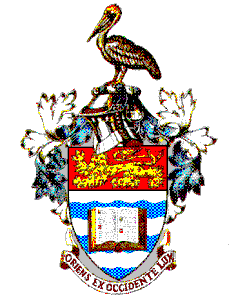 ORIENS EX OCCIDENTE LUX